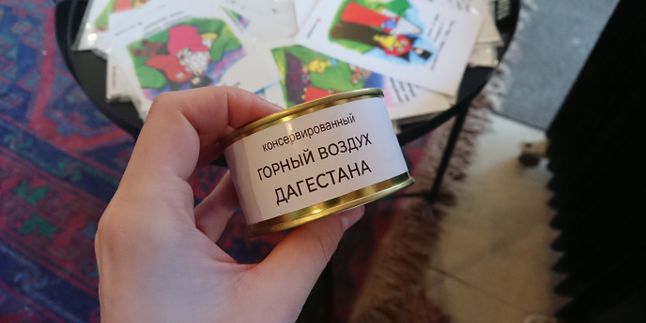 консервированный
ГОРНЫЙ ВОЗДУХ
ДАГЕСТАНА